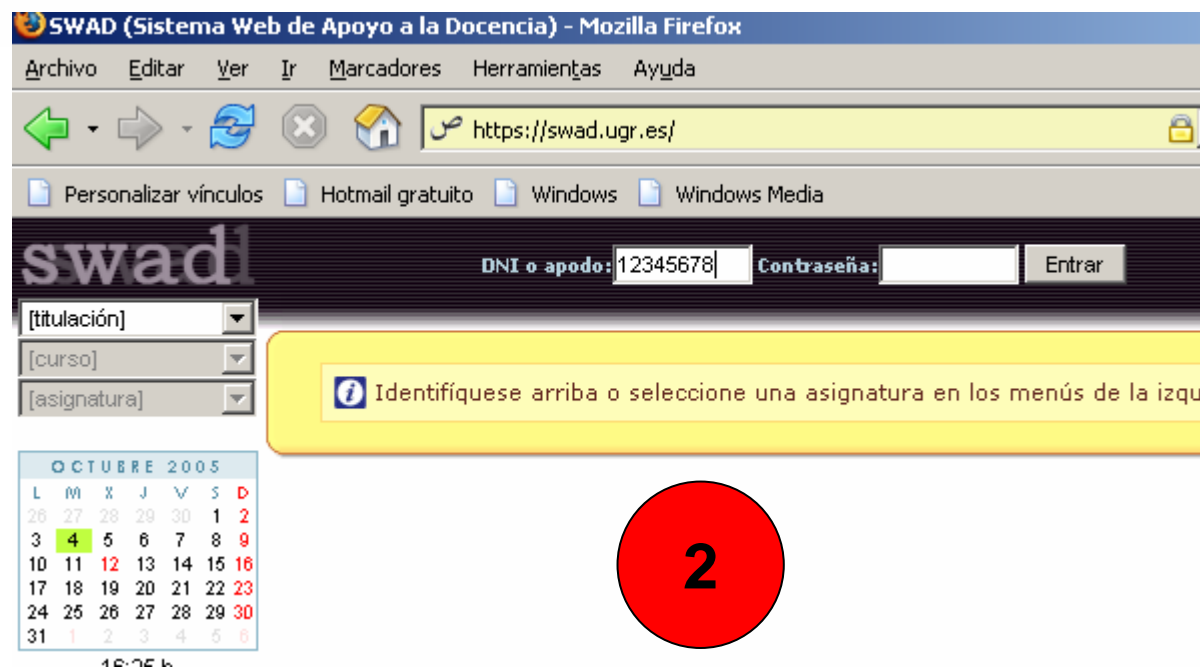 SWAD (Sistema Web de Apoyo a la Docencia) - Mozilla Firefox
Archivo Editar Ver Ir Marcadores Herramientas Ayuda
https://swad.ugr.es/
Personalizar vínculos Hotmail gratuito Windows Windows Media
swad
DNI o apodo: 12345678 Contraseña: Entrar
[titulación]
[curso]
[asignatura]
Identifíquese arriba o seleccione una asignatura en los menús de la izqu
OCTUBRE 2005
L M X J V S D
26 27 28 29 30 1 2
3 4 5 6 7 8 9
10 11 12 13 14 15 16
17 18 19 20 21 22 23
24 25 26 27 28 29 30
31 1 2 3 4 5 6
2